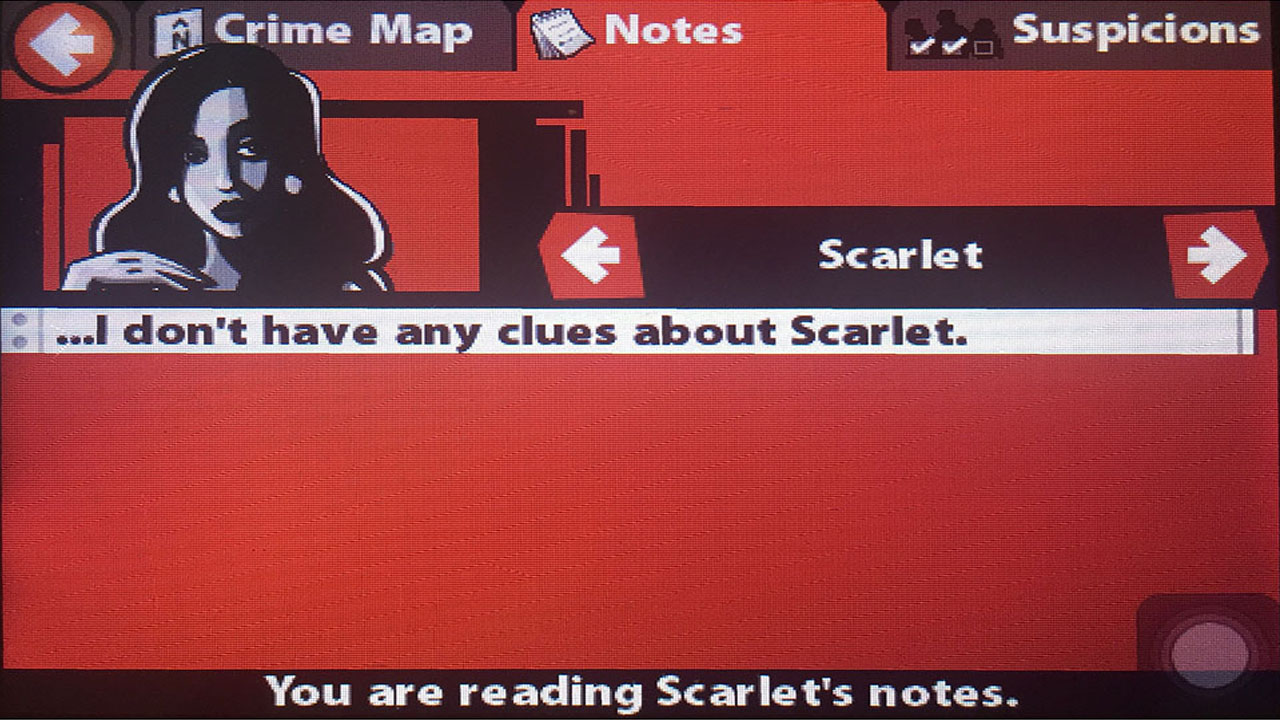 Crime Map
Notes
Suspicions
Scarlet
...I don't have any clues about Scarlet.
You are reading Scarlet's notes.